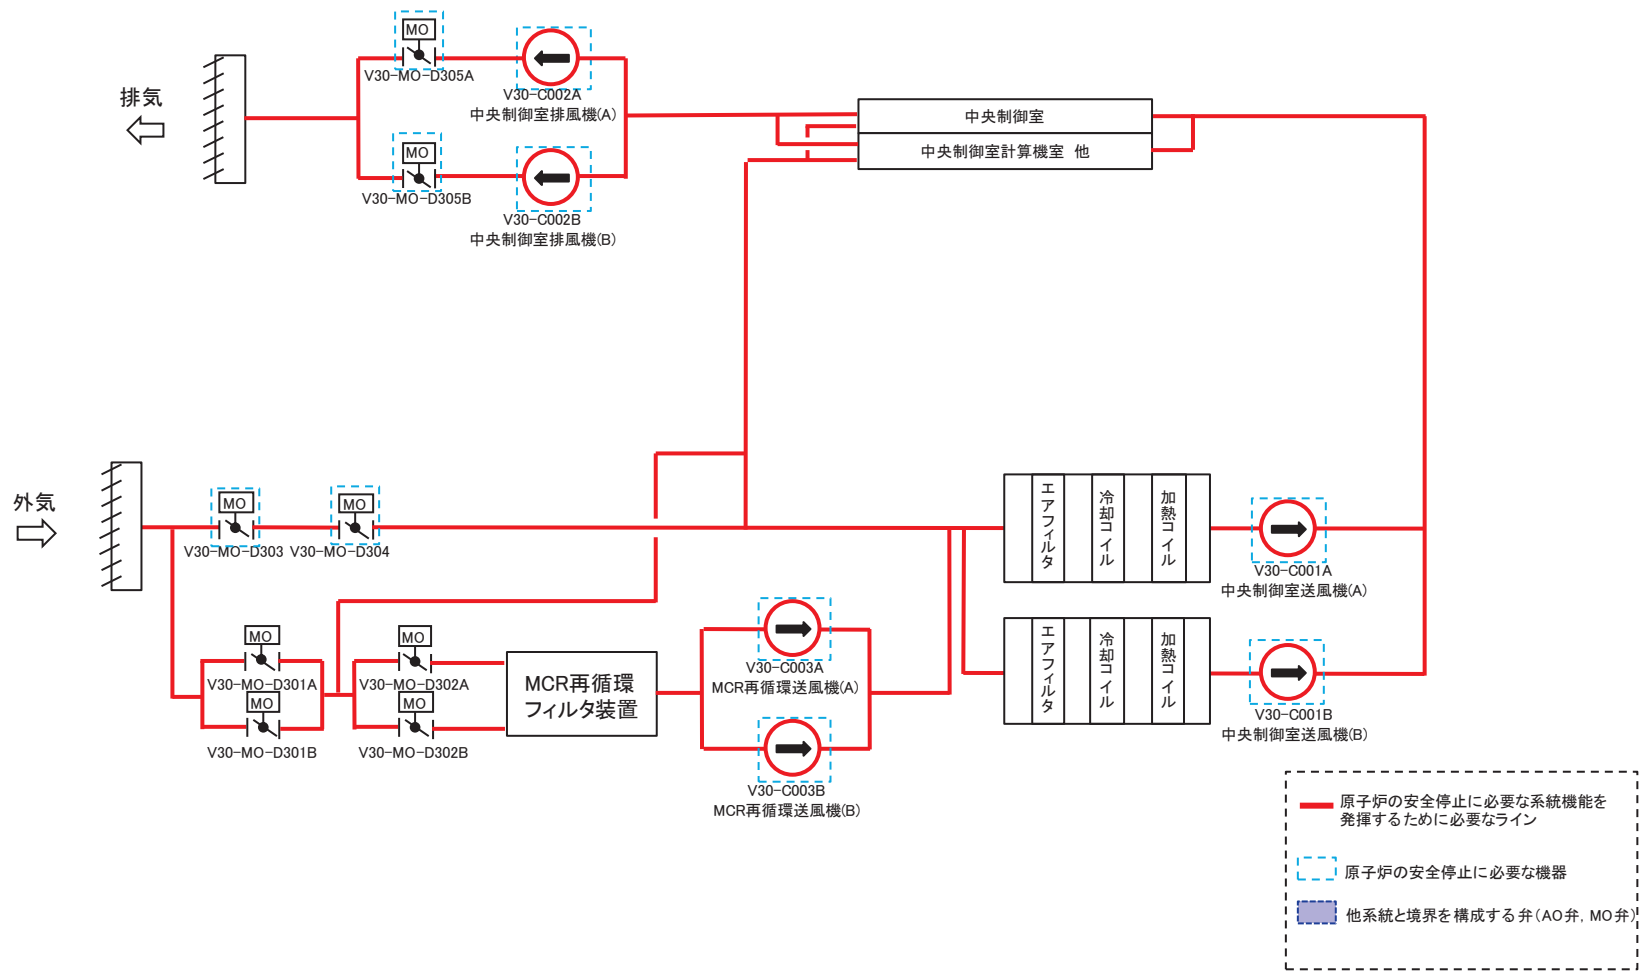 排気
MO
V30-MO-D305A
V30-C002A
中央制御室排風機(A)
MO
V30-MO-D305B
V30-C002B
中央制御室排風機(B)
中央制御室
中央制御室計算機室 他
外気
MO
V30-MO-D303
MO
V30-MO-D304
MO
V30-MO-D301A
MO
V30-MO-D301B
MO
V30-MO-D302A
MO
V30-MO-D302B
MCR再循環
フィルタ装置
V30-C003A
MCR再循環送風機(A)
V30-C003B
MCR再循環送風機(B)
エアフィルタ
冷却コイル
加熱コイル
V30-C001A
中央制御室送風機(A)
エアフィルタ
冷却コイル
加熱コイル
V30-C001B
中央制御室送風機(B)
原子炉の安全停止に必要な系統機能を
発揮するために必要なライン
原子炉の安全停止に必要な機器
他系統と境界を構成する弁(AO弁, MO弁)